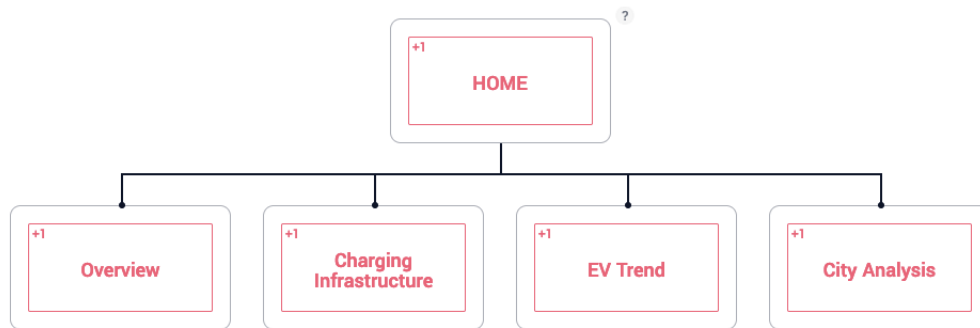 ?
+1
HOME
+1
Overview
+1
Charging
Infrastructure
+1
EV Trend
+1
City Analysis